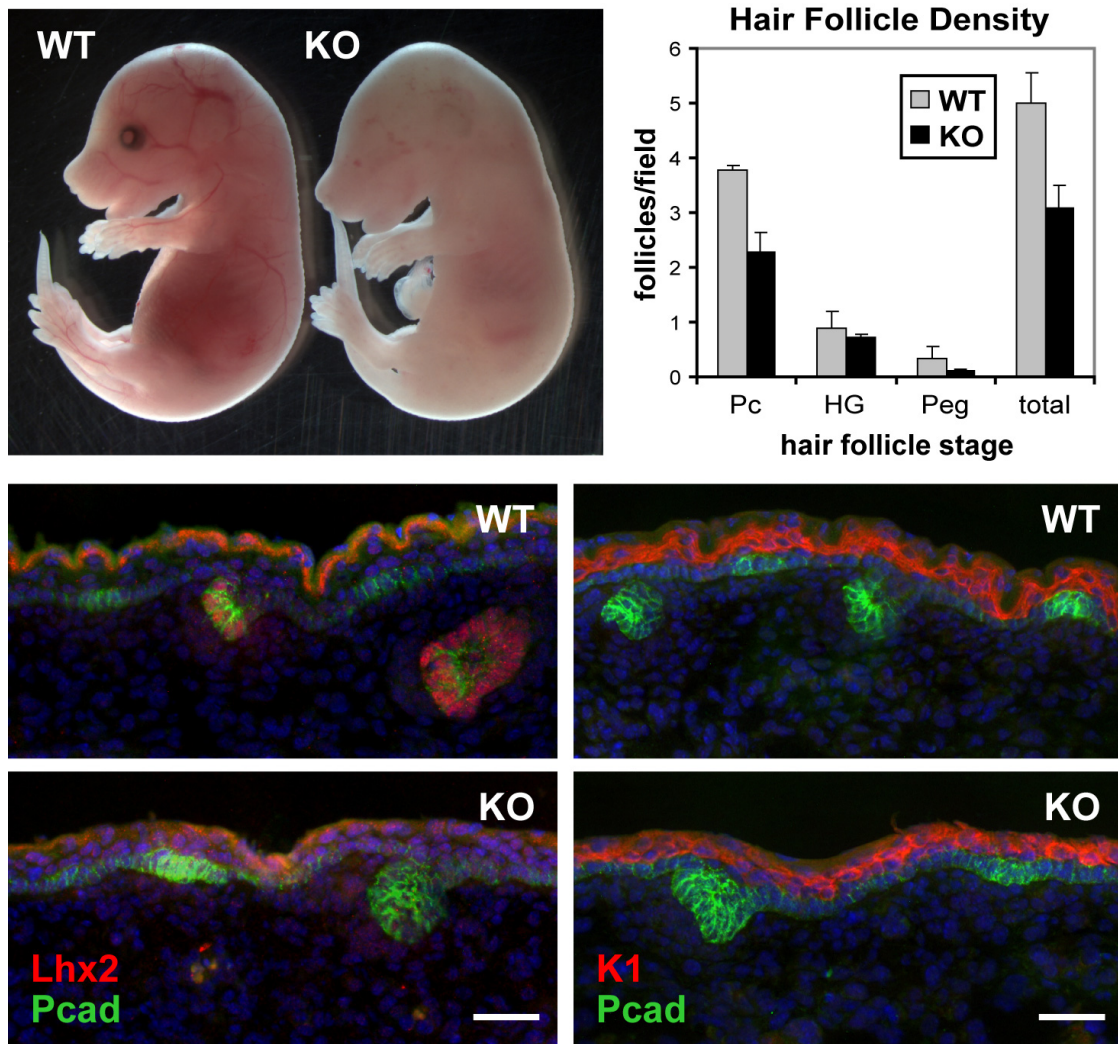 WT
KO
Hair Follicle Density
6
5
4
3
2
1
0
follicles/field
WT
KO
Pc HG Peg total
hair follicle stage
WT
WT
KO
Lhx2
Pcad
KO
K1
Pcad